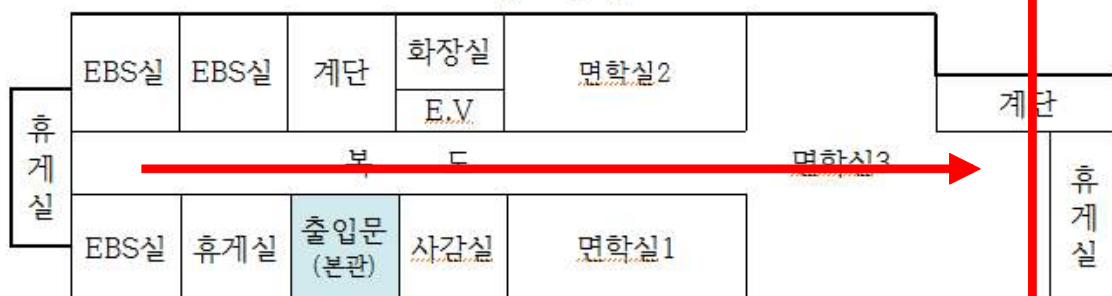 EBS실 EBS실 계단 화장실 면학실2
E.V
계단
휴게실
복 도 면학실3
휴게실
EBS실 휴게실 출입문 사감실 면학실1
(본관)